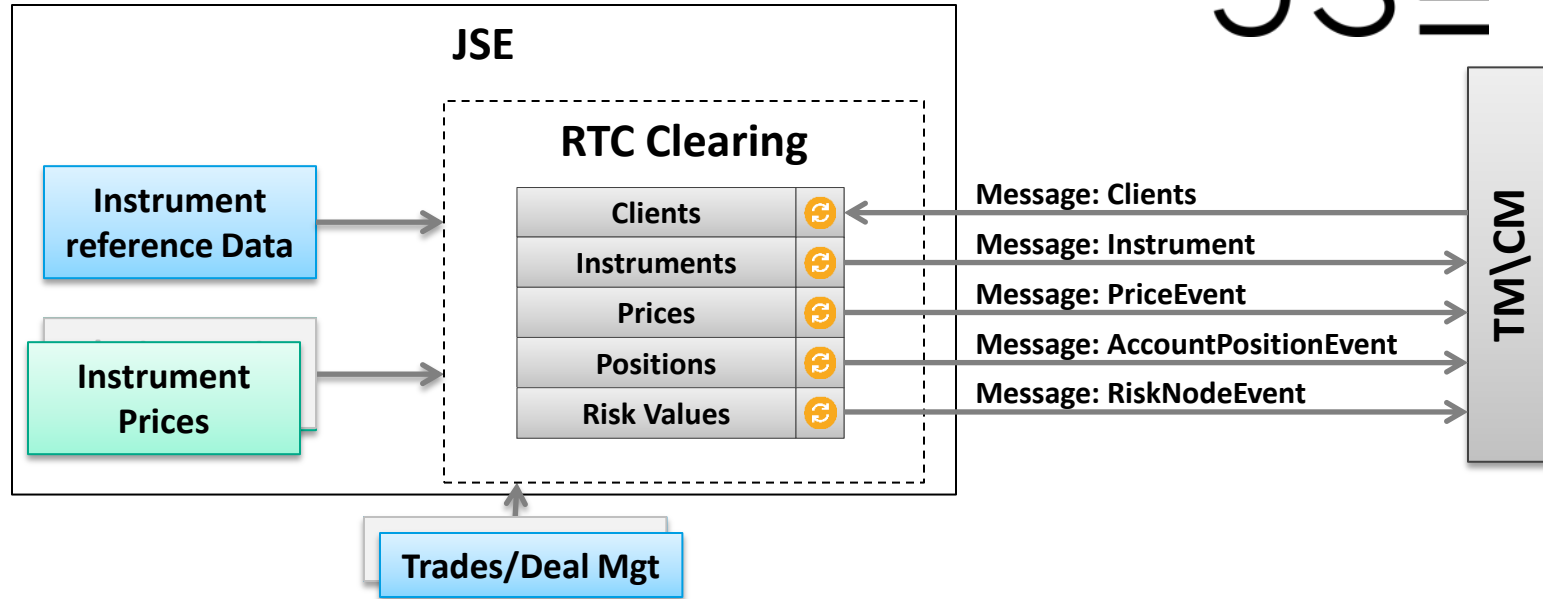 JSE
JSE
RTC Clearing
Instrument
reference Data
Clients
Instruments
Prices
Positions
Risk Values
Message: Clients
Message: Instrument
Message: PriceEvent
Message: AccountPositionEvent
Message: RiskNodeEvent
TM\CM
Instrument
Prices
Trades/Deal Mgt